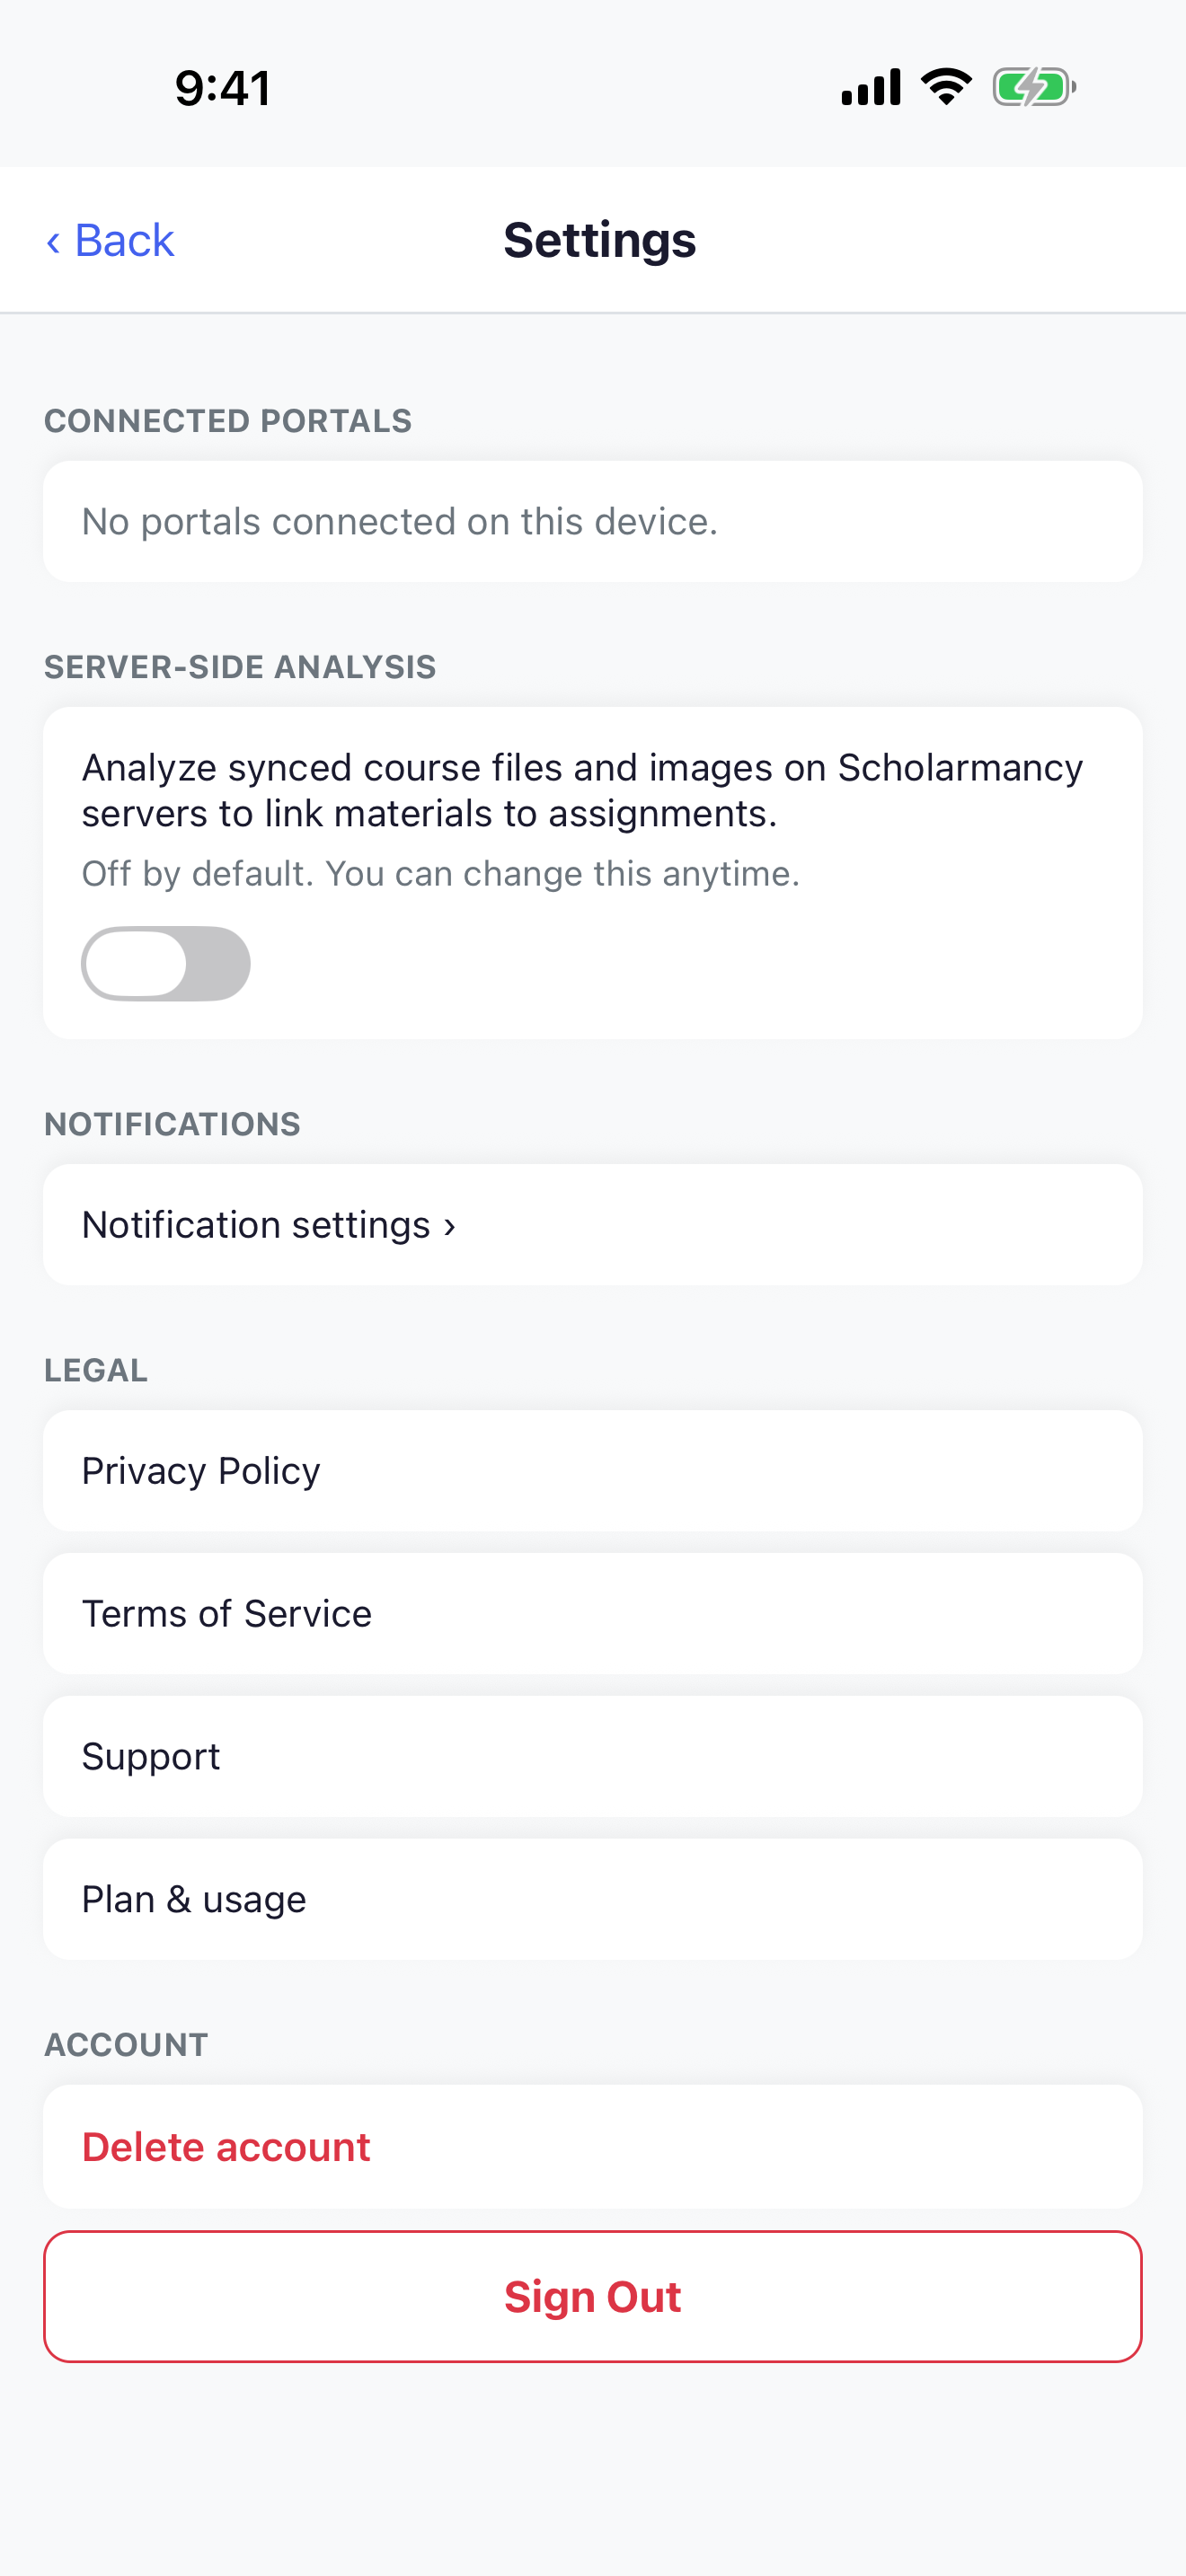 9:41
‹ Back
Settings
CONNECTED PORTALS
No portals connected on this device.
SERVER-SIDE ANALYSIS
Analyze synced course files and images on Scholarmancy
servers to link materials to assignments.
Off by default. You can change this anytime.
NOTIFICATIONS
Notification settings ›
LEGAL
Privacy Policy
Terms of Service
Support
Plan & usage
ACCOUNT
Delete account
Sign Out